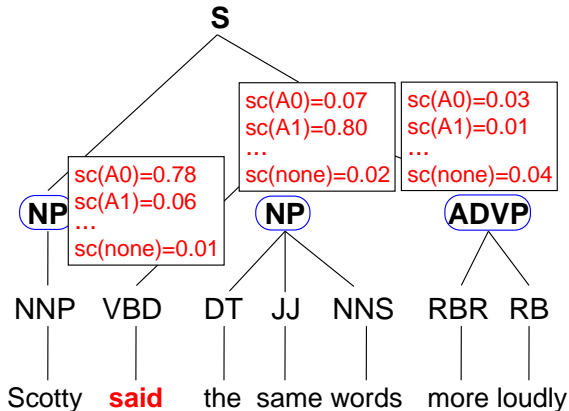 S
sc(A0)=0.07
sc(A1)=0.80
...
sc(none)=0.02
sc(A0)=0.03
sc(A1)=0.01
...
sc(none)=0.04
sc(A0)=0.78
sc(A1)=0.06
...
sc(none)=0.01
NP NP ADVP
NNP VBD DT JJ NNS RBR RB
Scotty said the same words more loudly